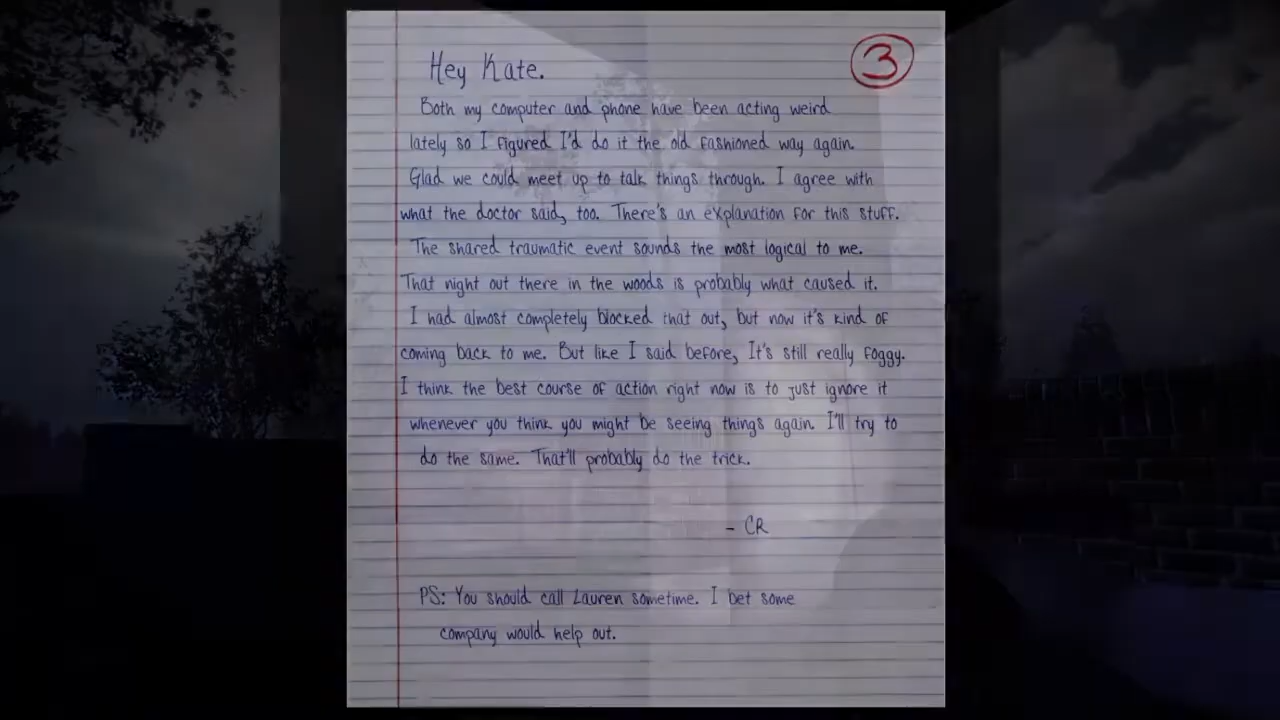 3
Hey Kate.
Both my computer and phone have been acting weird
lately so I figured I'd do it the old fashioned way again.
Glad we could meet up to talk things through. I agree with
what the doctor said, too. There's an explanation for this stuff.
The shared traumatic event sounds the most logical to me.
That night out there in the woods is probably what caused it.
I had almost completely blocked that out, but now it's kind of
coming back to me. But like I said before, It's still really foggy.
I think the best course of action right now is to just ignore it
whenever you think you might be seeing things again. I'll try to
do the same. That'll probably do the trick.
- CR
PS: You should call Lauren sometime. I bet some
company would help out.